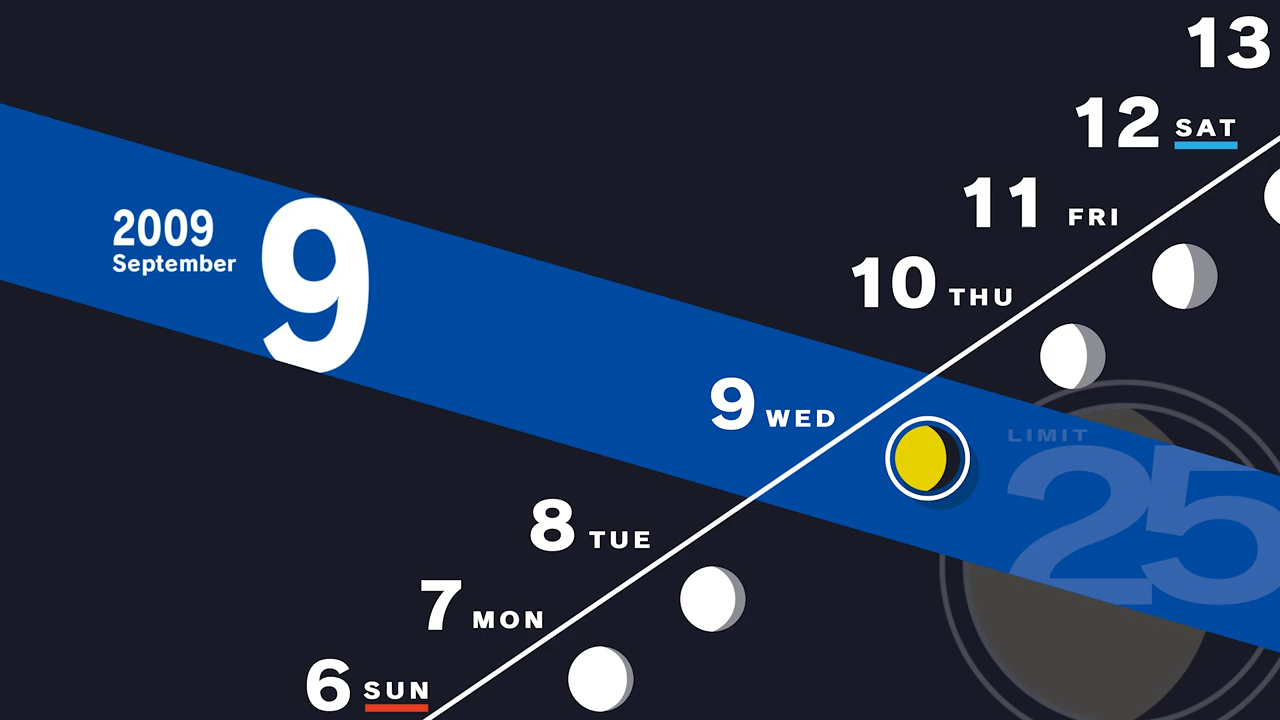 13
12 SAT
11 FRI
10 THU
2009
September
9
9 WED
LIMIT
25
8 TUE
7 MON
6 SUN